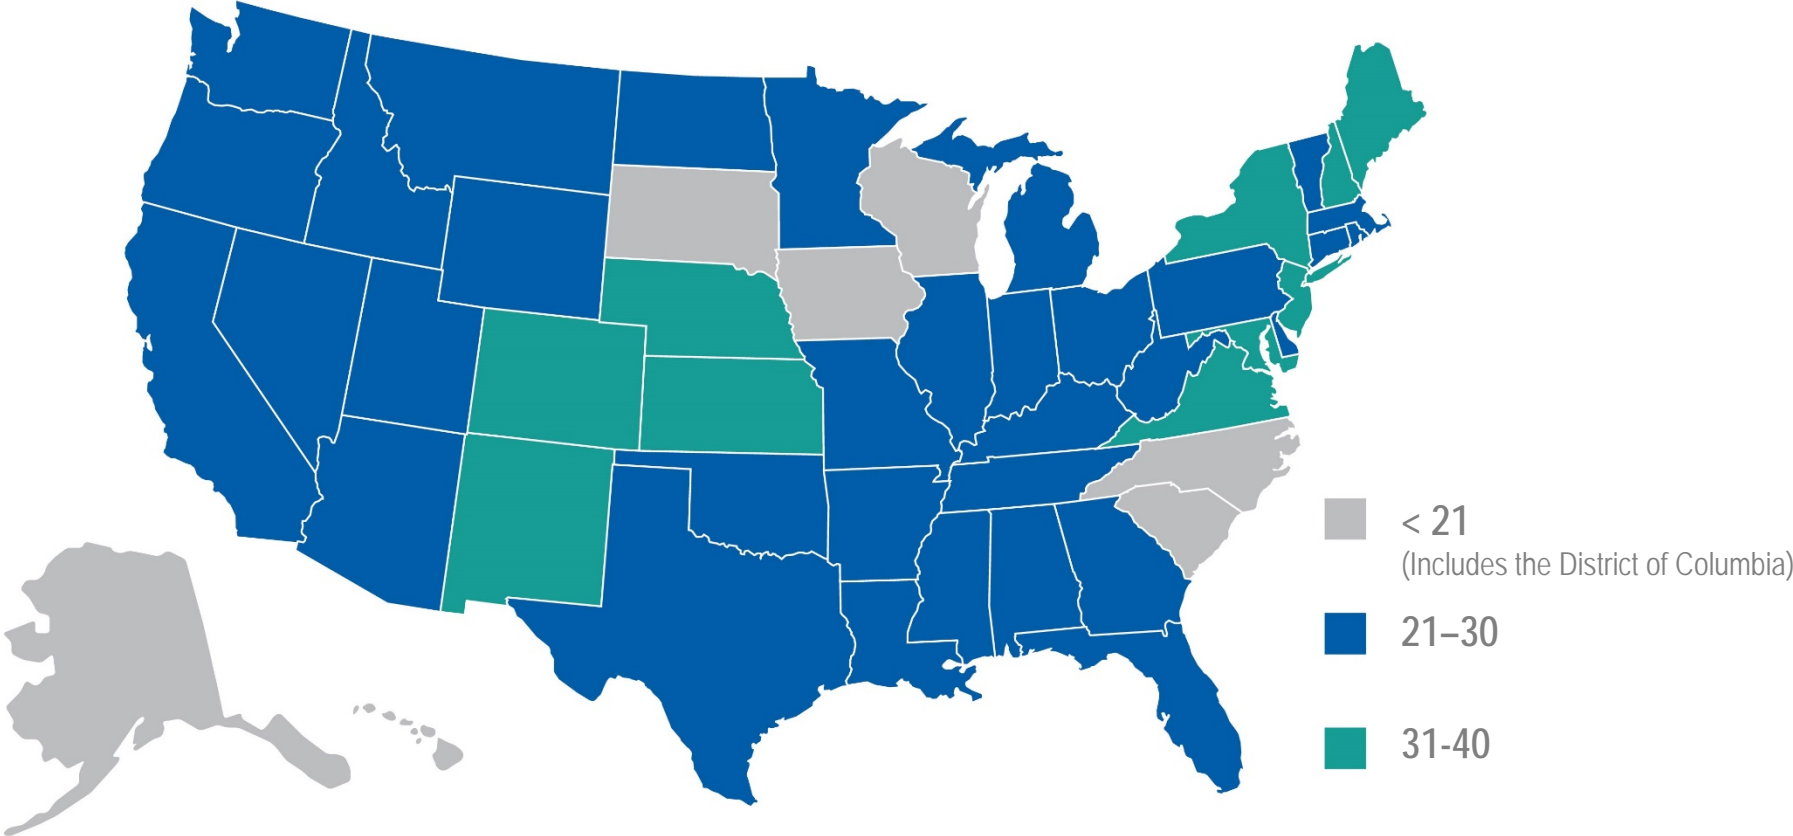 < 21
(Includes the District of Columbia)
21–30
31-40